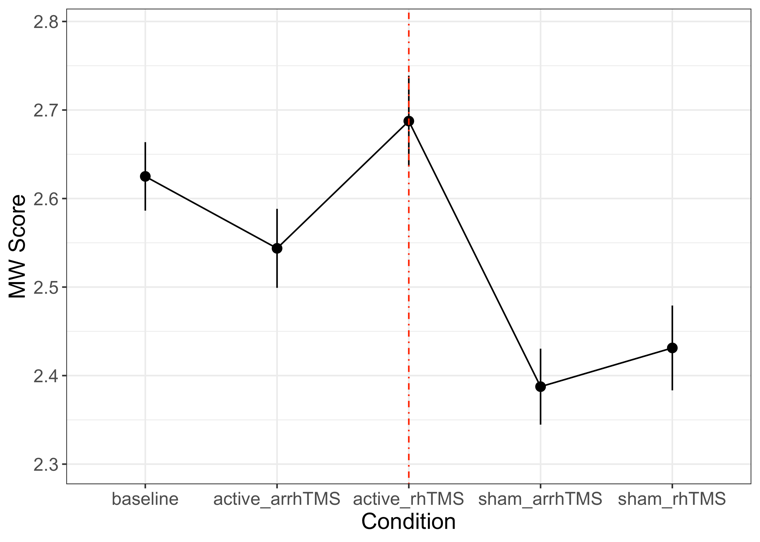 2.8
2.7
2.6
2.5
2.4
2.3
MW Score
baseline active_arrhTMS active_rhTMS sham_arrhTMS sham_rhTMS
Condition